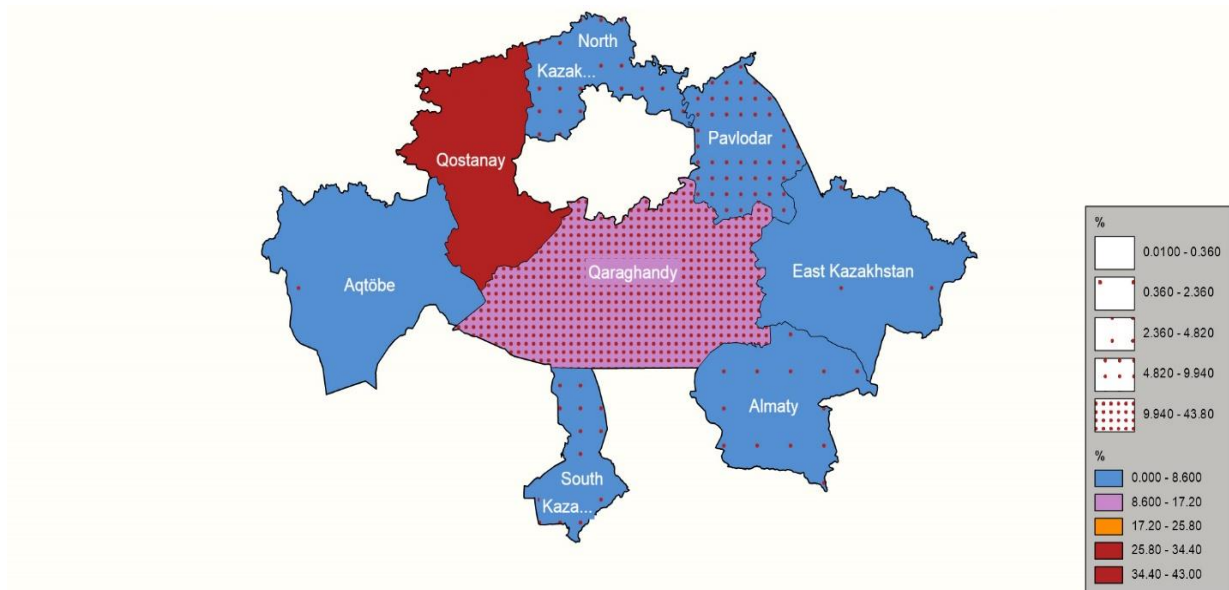 North
Kazak...
Pavlodar
Qostanay
Qaraghandy
East Kazakhstan
Aqtöbe
Almaty
South
Kaza...
%
0.0100 - 0.360
0.360 - 2.360
2.360 - 4.820
4.820 - 9.940
9.940 - 43.80
%
0.000 - 8.600
8.600 - 17.20
17.20 - 25.80
25.80 - 34.40
34.40 - 43.00